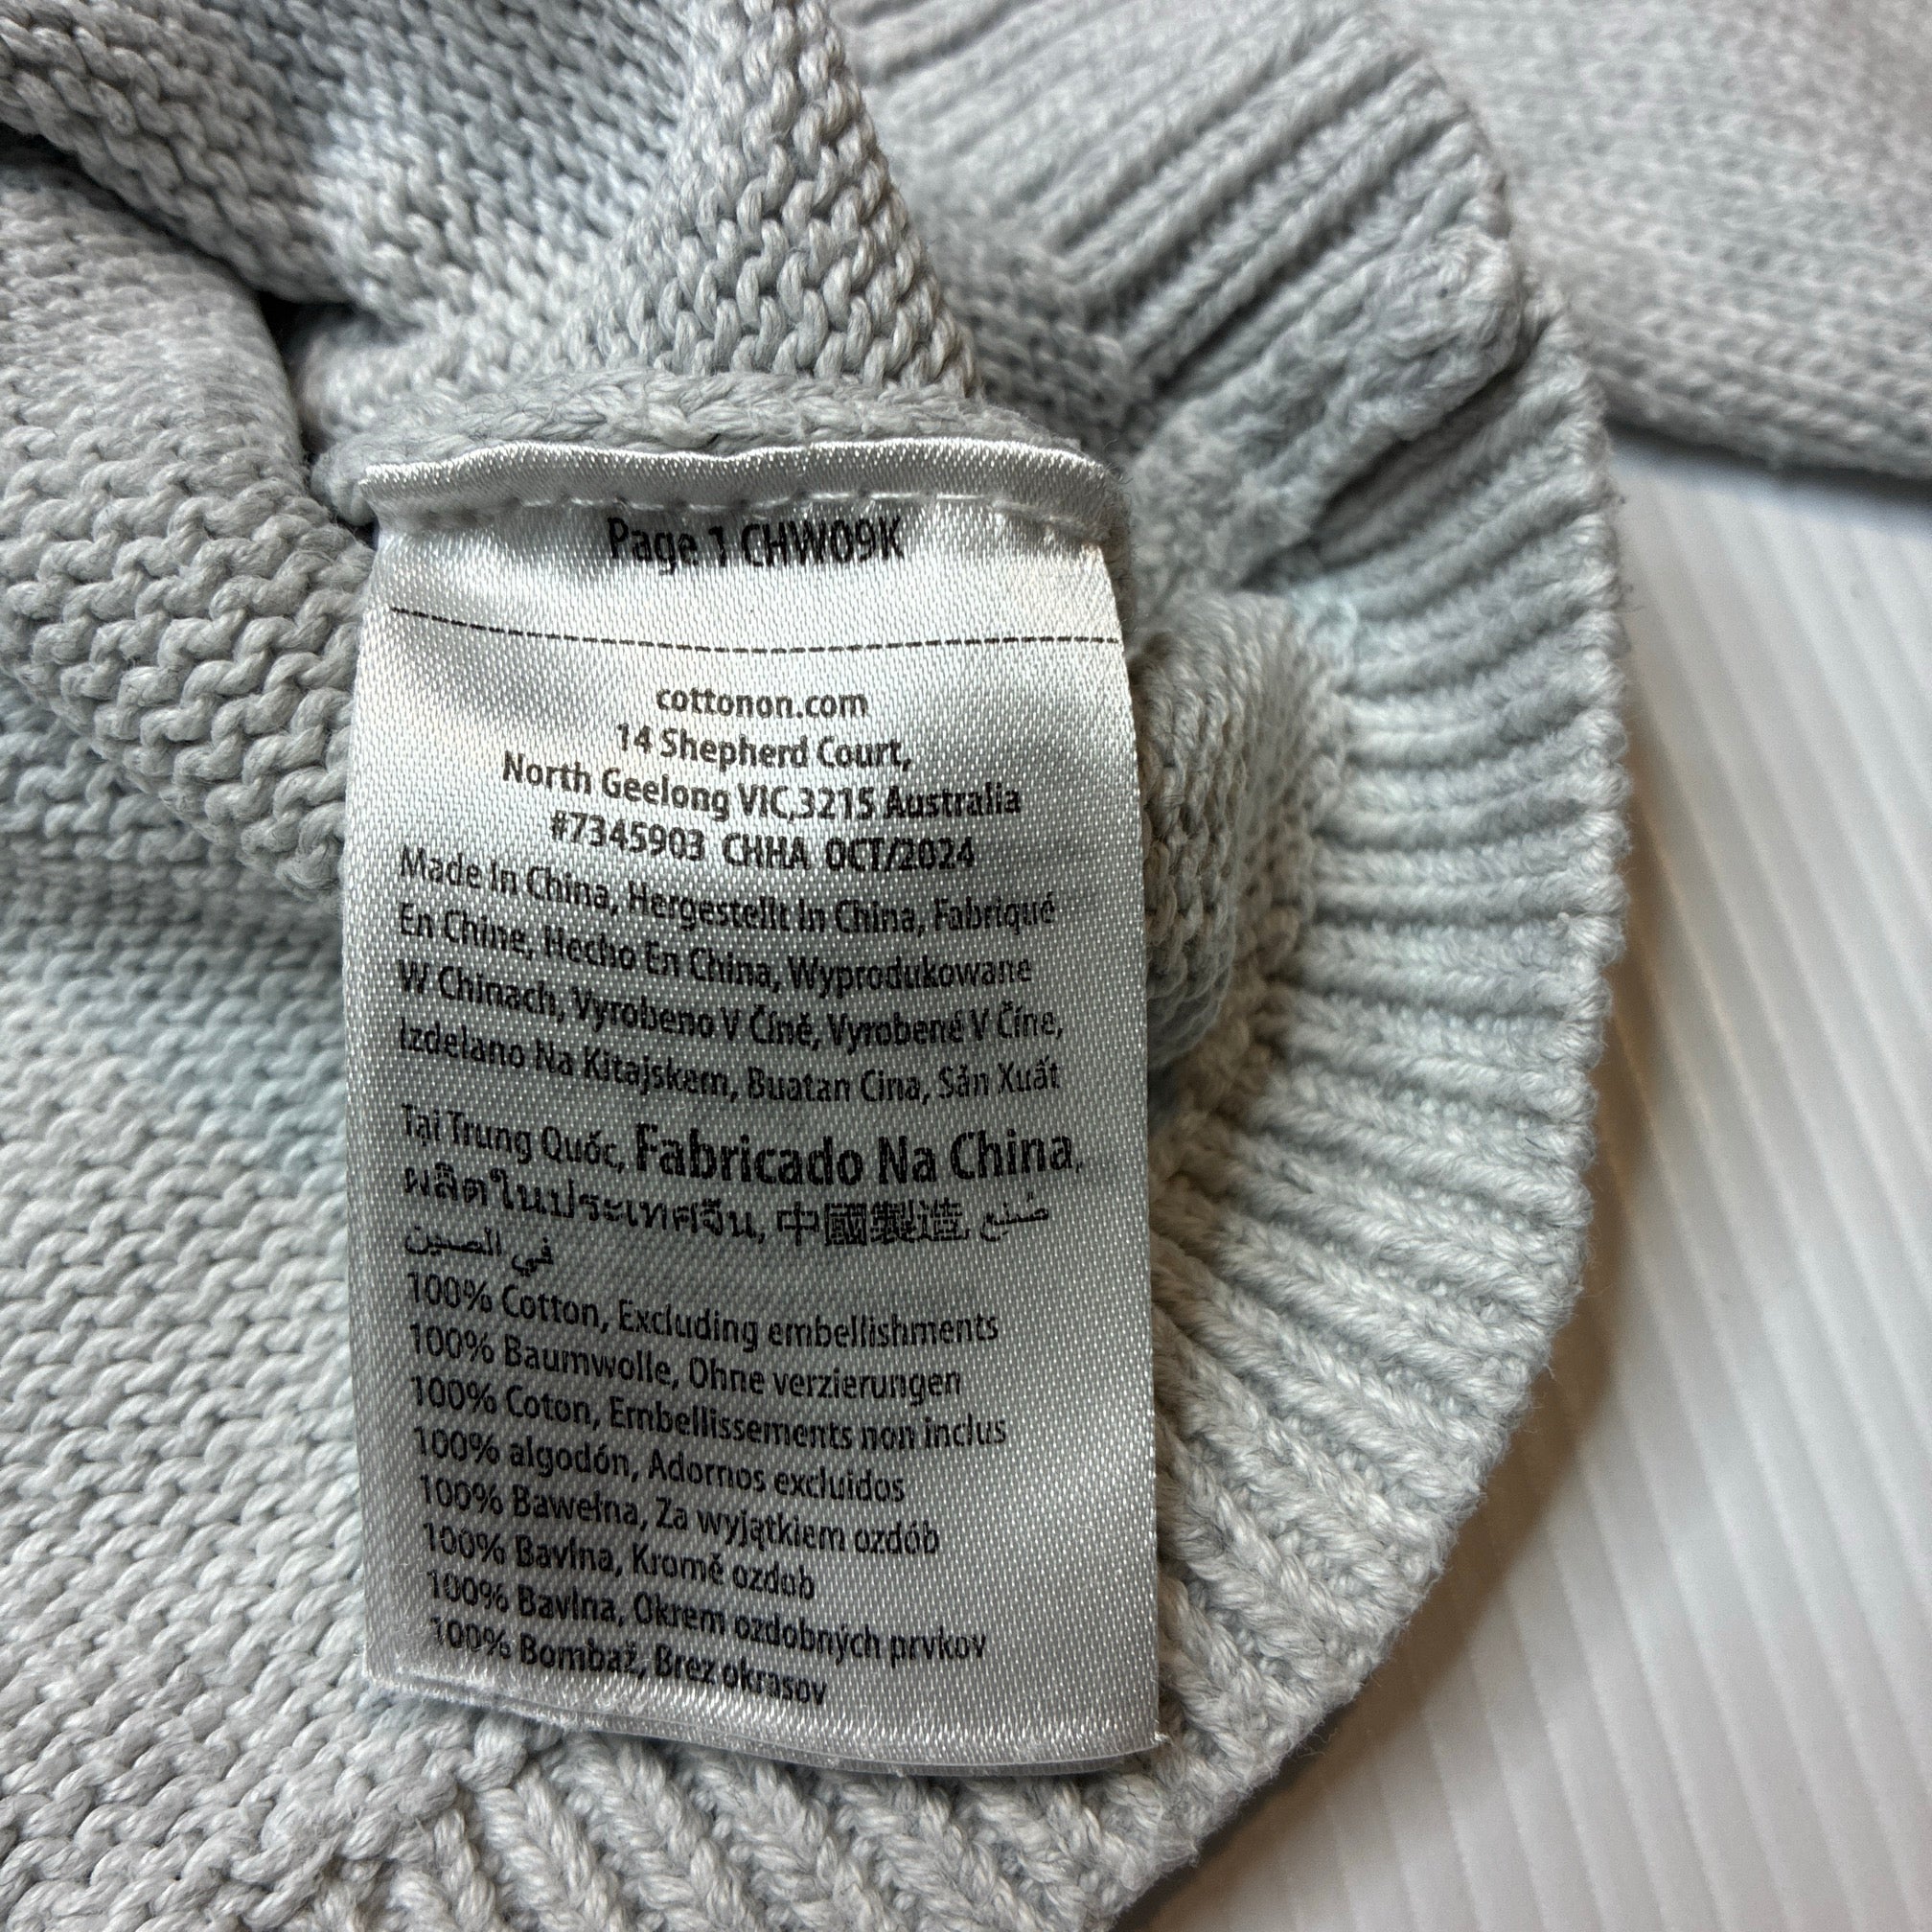 Page 1 CHW09K
cottonon.com
14 Shepherd Court,
North Geelong VIC,3215 Australia
#7345903 CHHA OCT/2024
Made In China, Hergestellt In China, Fabriqué
En Chine, Hecho En China, Wyprodukowane
W Chinach, Vyrobeno V Číně, Vyrobené V Číne,
Izdelano Na Kitajskem, Buatan Cina, Sản Xuất
Tại Trung Quốc, Fabricado Na China,
ผลิตในประเทศจีน, 中國製造, صُنع
في الصين
100% Cotton, Excluding embellishments
100% Baumwolle, Ohne verzierungen
100% Coton, Embellissements non inclus
100% algodón, Adornos excluidos
100% Bawełna, Za wyjątkiem ozdób
100% Bavlna, Kromě ozdob
100% Bavlna, Okrem ozdobných prvkov
100% Bombaž, Brez okrasov